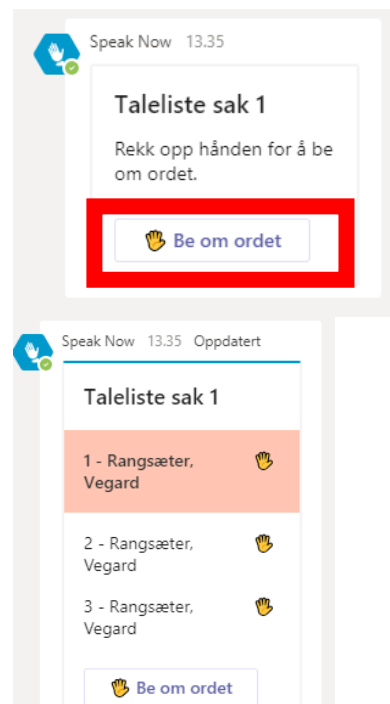 Speak Now 13.35
Taleliste sak 1
Rekk opp hånden for å be
om ordet.
Be om ordet
Speak Now 13.35 Oppdatert
Taleliste sak 1
1 - Rangsæter,
Vegard
2 - Rangsæter,
Vegard
3 - Rangsæter,
Vegard
Be om ordet